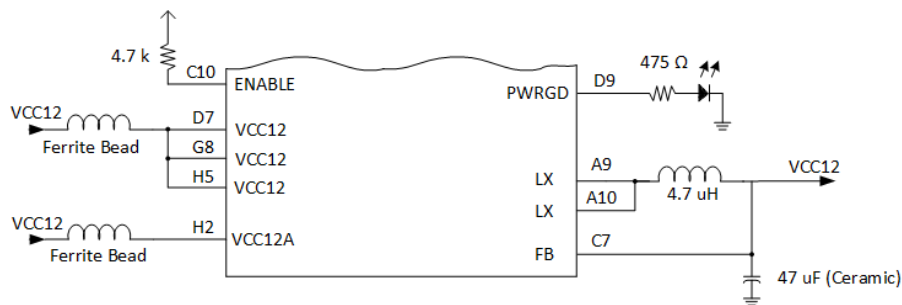 4.7 k
C10
ENABLE
475 Ω
D9
PWRGD
VCC12
D7
VCC12
Ferrite Bead
G8
VCC12
H5
VCC12
A9
LX
VCC12
4.7 uH
A10
LX
VCC12
H2
VCC12A
Ferrite Bead
C7
FB
47 uF (Ceramic)